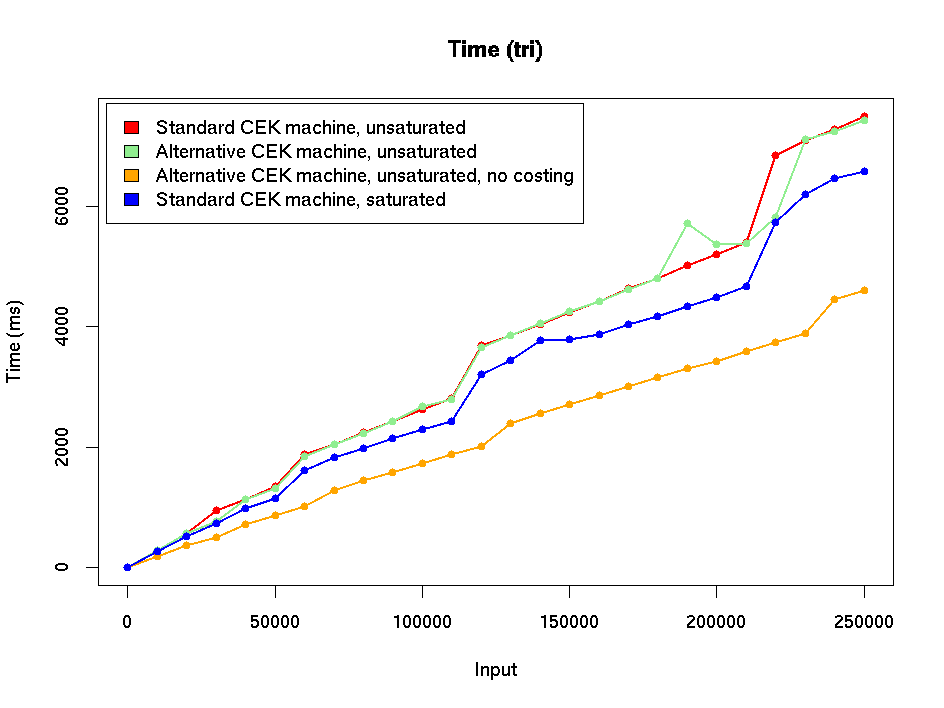 Time (tri)
Standard CEK machine, unsaturated
Alternative CEK machine, unsaturated
Alternative CEK machine, unsaturated, no costing
Standard CEK machine, saturated
Time (ms)
6000
4000
2000
0
0 50000 100000 150000 200000 250000
Input